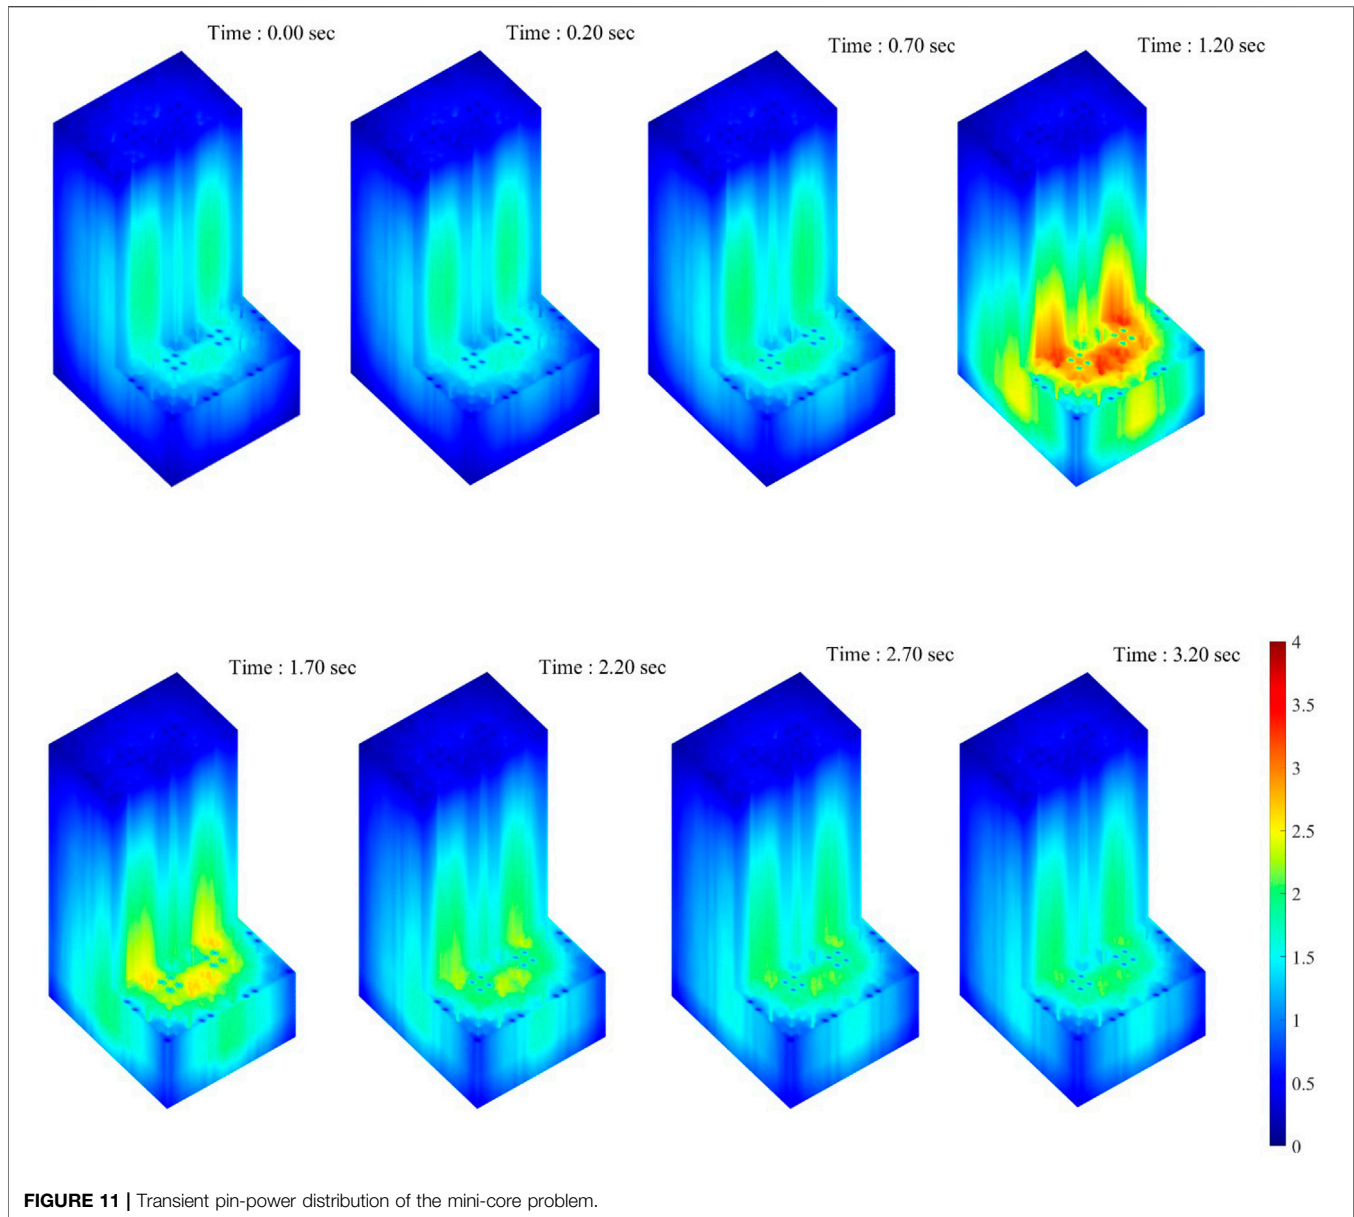 Time : 0.00 sec
Time : 0.20 sec
Time : 0.70 sec
Time : 1.20 sec
Time : 1.70 sec
Time : 2.20 sec
Time : 2.70 sec
Time : 3.20 sec
4
3.5
3
2.5
2
1.5
1
0.5
0
FIGURE 11 | Transient pin-power distribution of the mini-core problem.